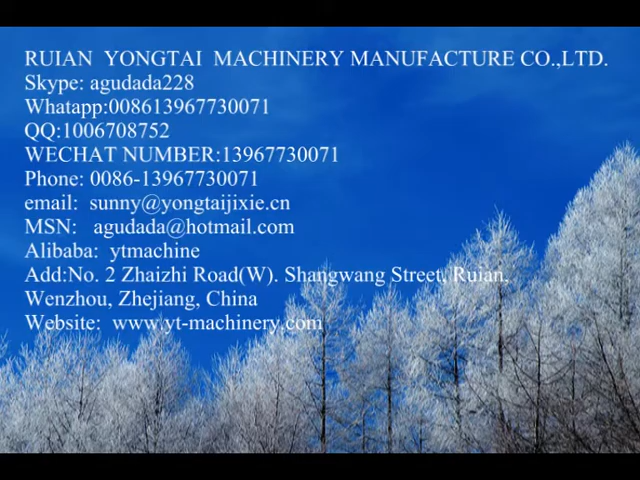 RUIAN YONGTAI MACHINERY MANUFACTURE CO.,LTD.
Skype: agudada228
Whatapp:008613967730071
QQ:1006708752
WECHAT NUMBER:13967730071
Phone: 0086-13967730071
email: sunny@yongtaijixie.cn
MSN: agudada@hotmail.com
Alibaba: ytmachine
Add:No. 2 Zhaizhi Road(W). Shangwang Street, Ruian,
Wenzhou, Zhejiang, China
Website: www.yt-machinery.com